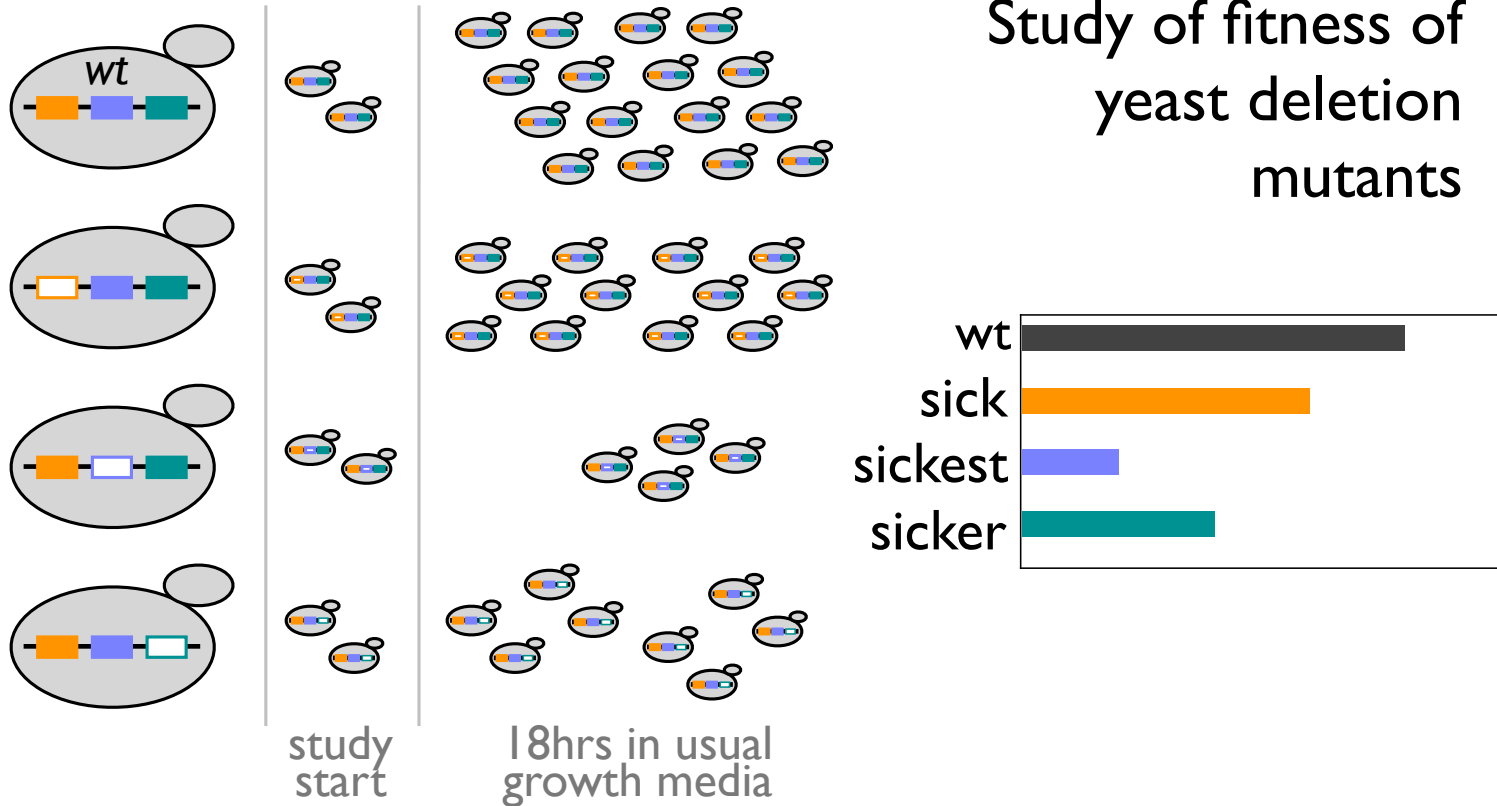 Study of fitness of
yeast deletion
mutants
wt
study
start
18hrs in usual
growth media
wt
sick
sickest
sicker